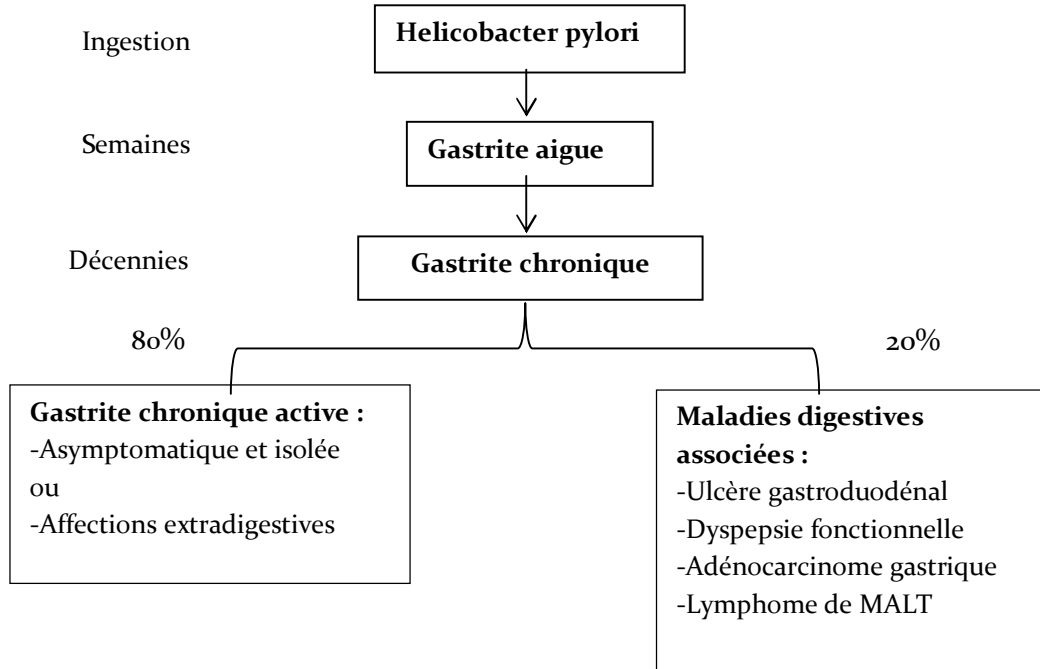 Ingestion
Helicobacter pylori
Semaines
Gastrite aigue
Décennies
Gastrite chronique
80%
20%
Gastrite chronique active :
-Asymptomatique et isolée
ou
-Affections extradigestives
Maladies digestives
associées :
-Ulcère gastroduodénal
-Dyspepsie fonctionnelle
-Adénocarcinome gastrique
-Lymphome de MALT